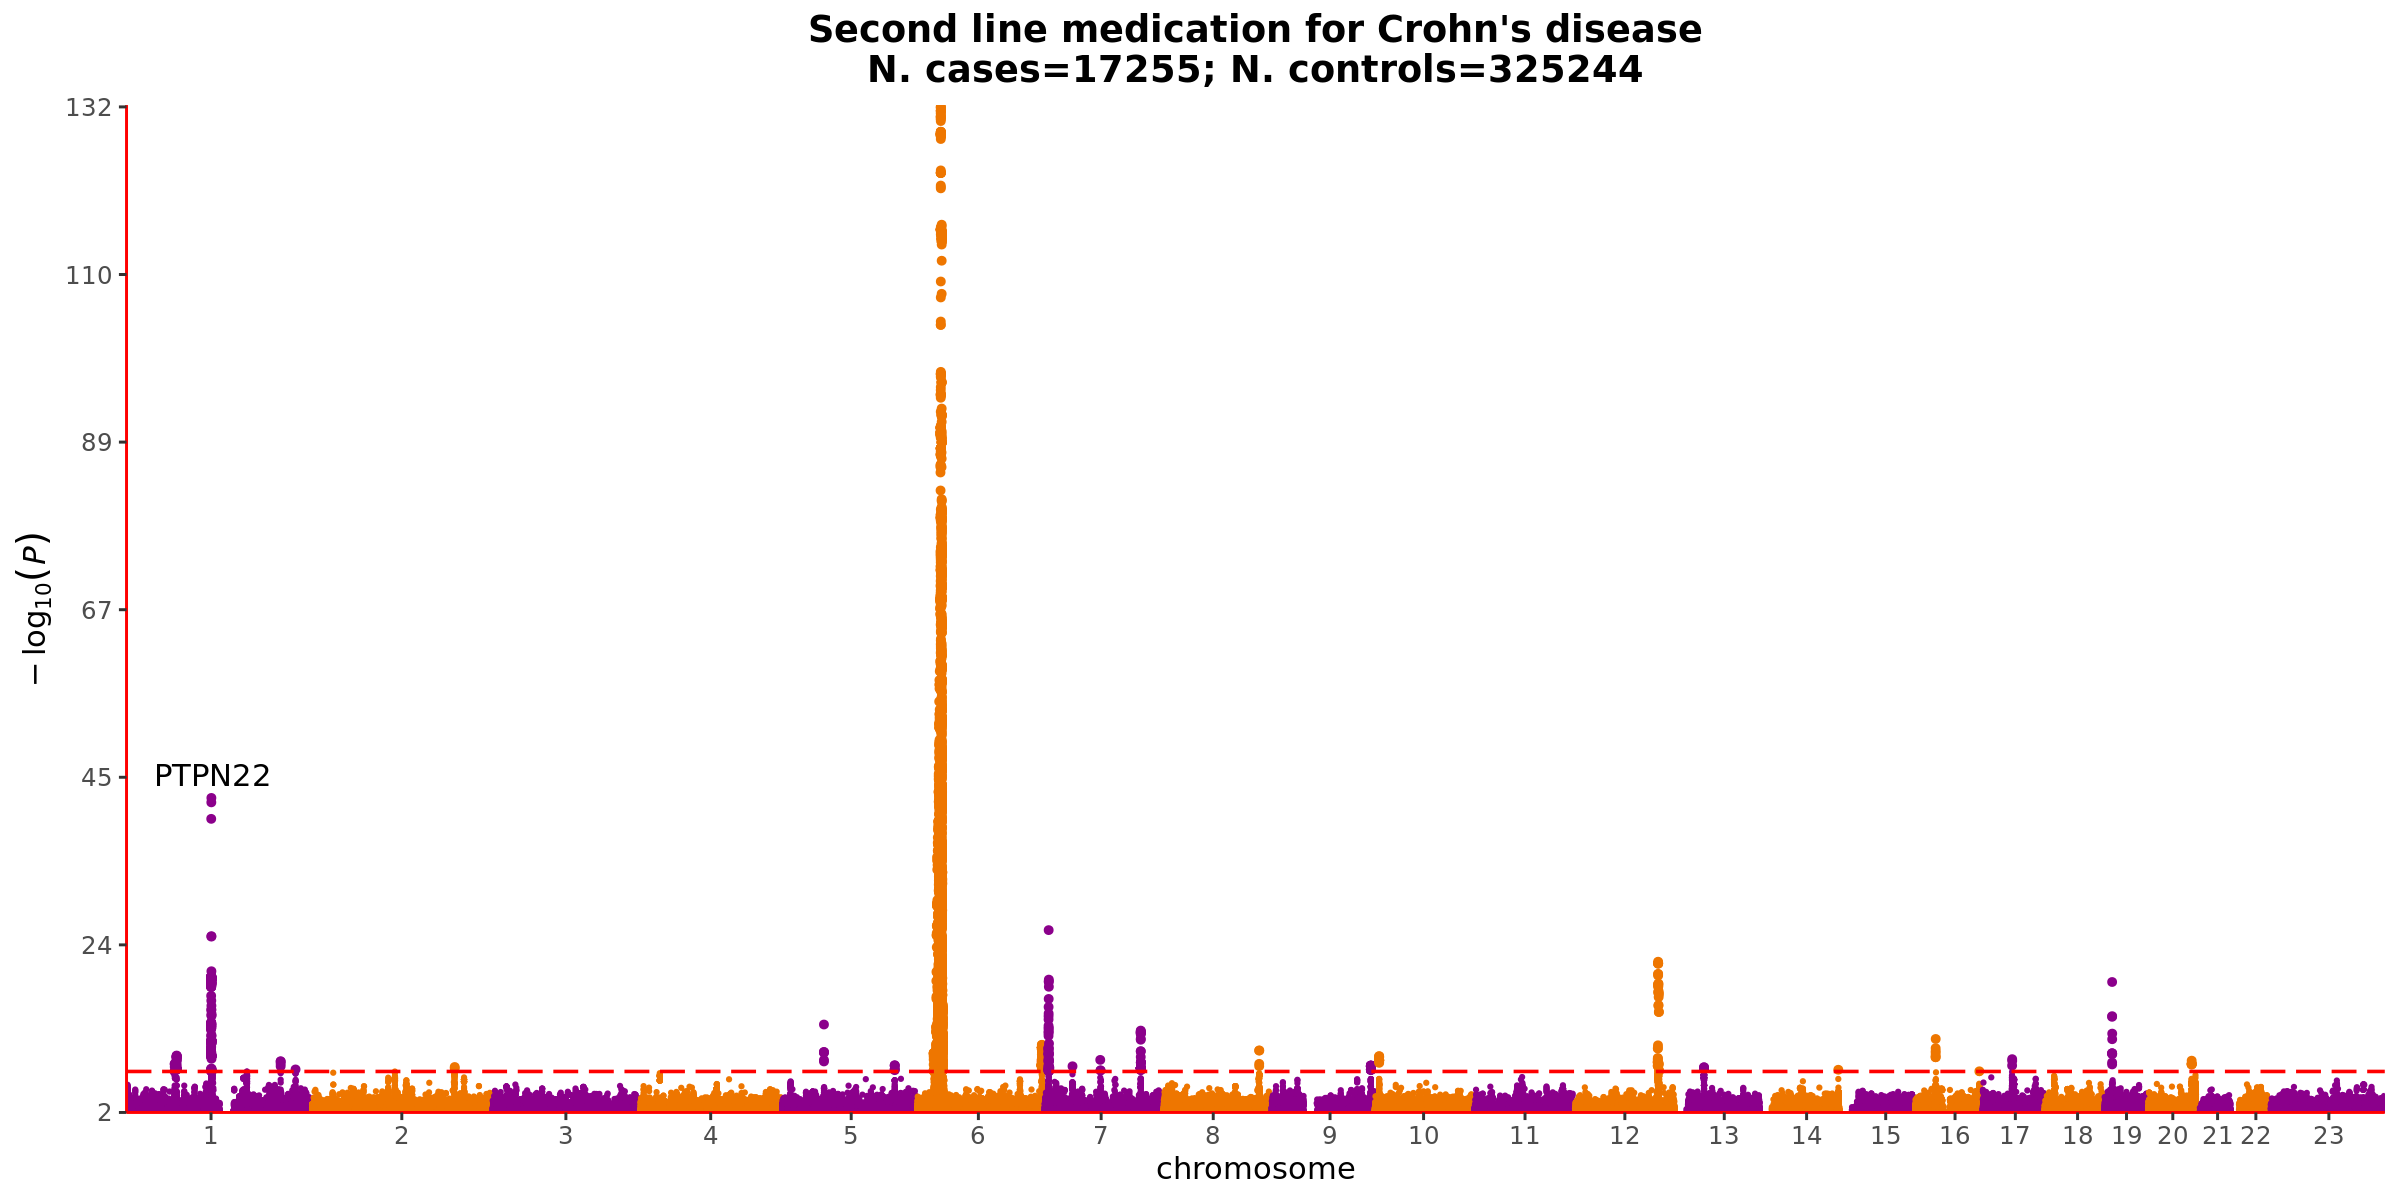 Second line medication for Crohn's disease
N. cases=17255; N. controls=325244
132
110
89
67
45
24
2
− log10(P)
PTPN22
1 2 3 4 5 6 7 8 9 10 11 12 13 14 15 16 17 18 19 20 21 22 23
chromosome